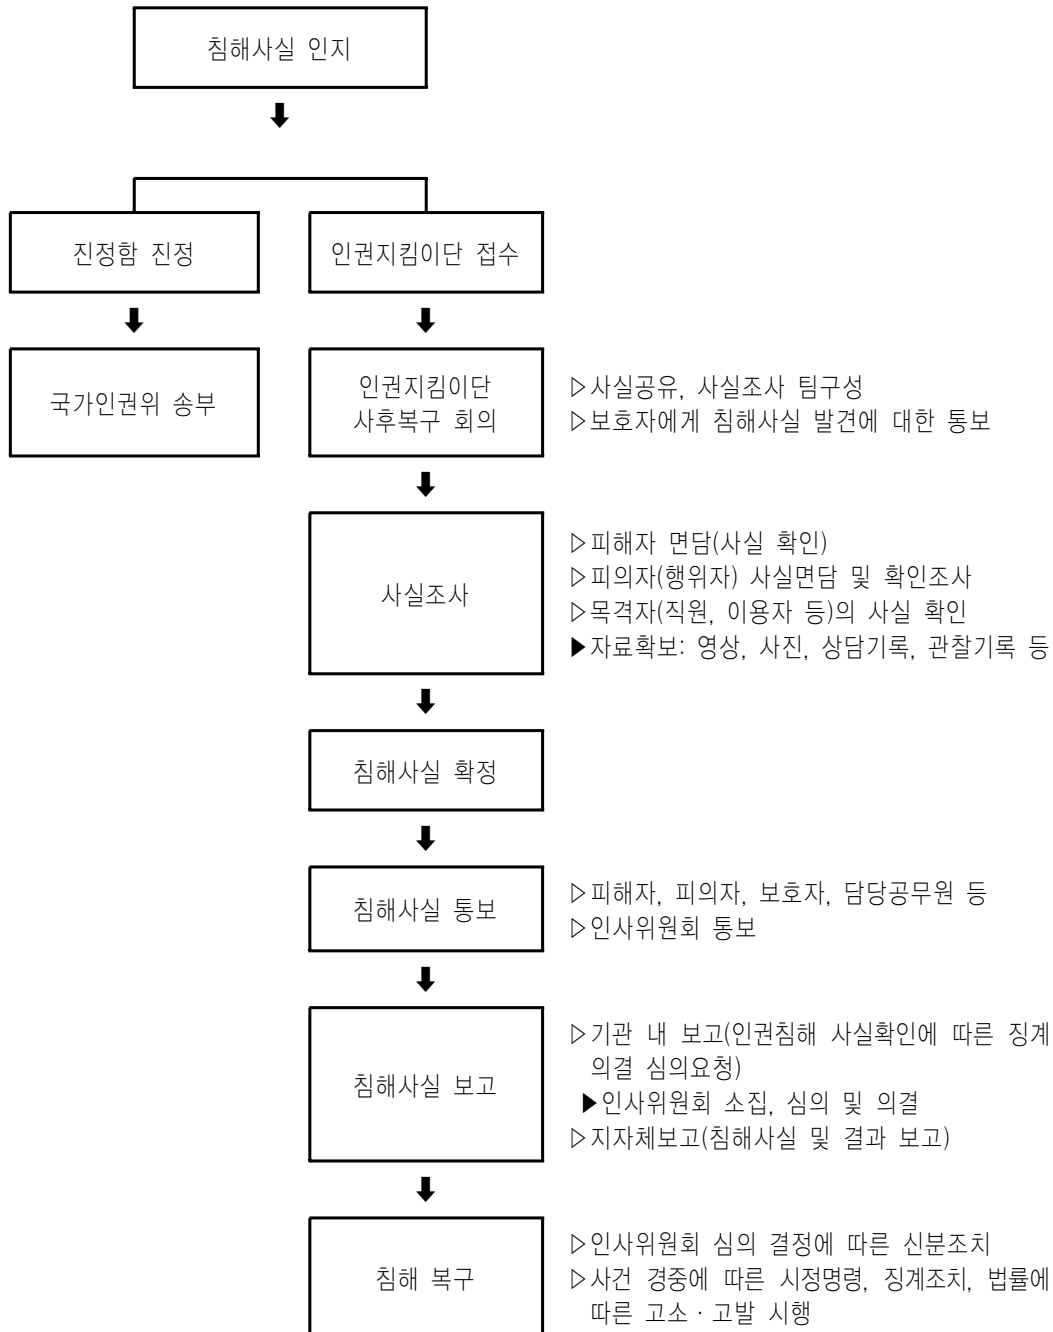 침해사실 인지
진정함 진정
인권지킴이단 접수
국가인권위 송부
인권지킴이단
사후복구 회의
▷사실공유, 사실조사 팀구성
▷보호자에게 침해사실 발견에 대한 통보
사실조사
▷피해자 면담(사실 확인)
▷피의자(행위자) 사실면담 및 확인조사
▷목격자(직원, 이용자 등)의 사실 확인
▶자료확보: 영상, 사진, 상담기록, 관찰기록 등
침해사실 확정
침해사실 통보
▷피해자, 피의자, 보호자, 담당공무원 등
▷인사위원회 통보
침해사실 보고
▷기관 내 보고(인권침해 사실확인에 따른 징계
의결 심의요청)
▶인사위원회 소집, 심의 및 의결
▷지자체보고(침해사실 및 결과 보고)
침해 복구
▷인사위원회 심의 결정에 따른 신분조치
▷사건 경중에 따른 시정명령, 징계조치, 법률에
따른 고소·고발 시행